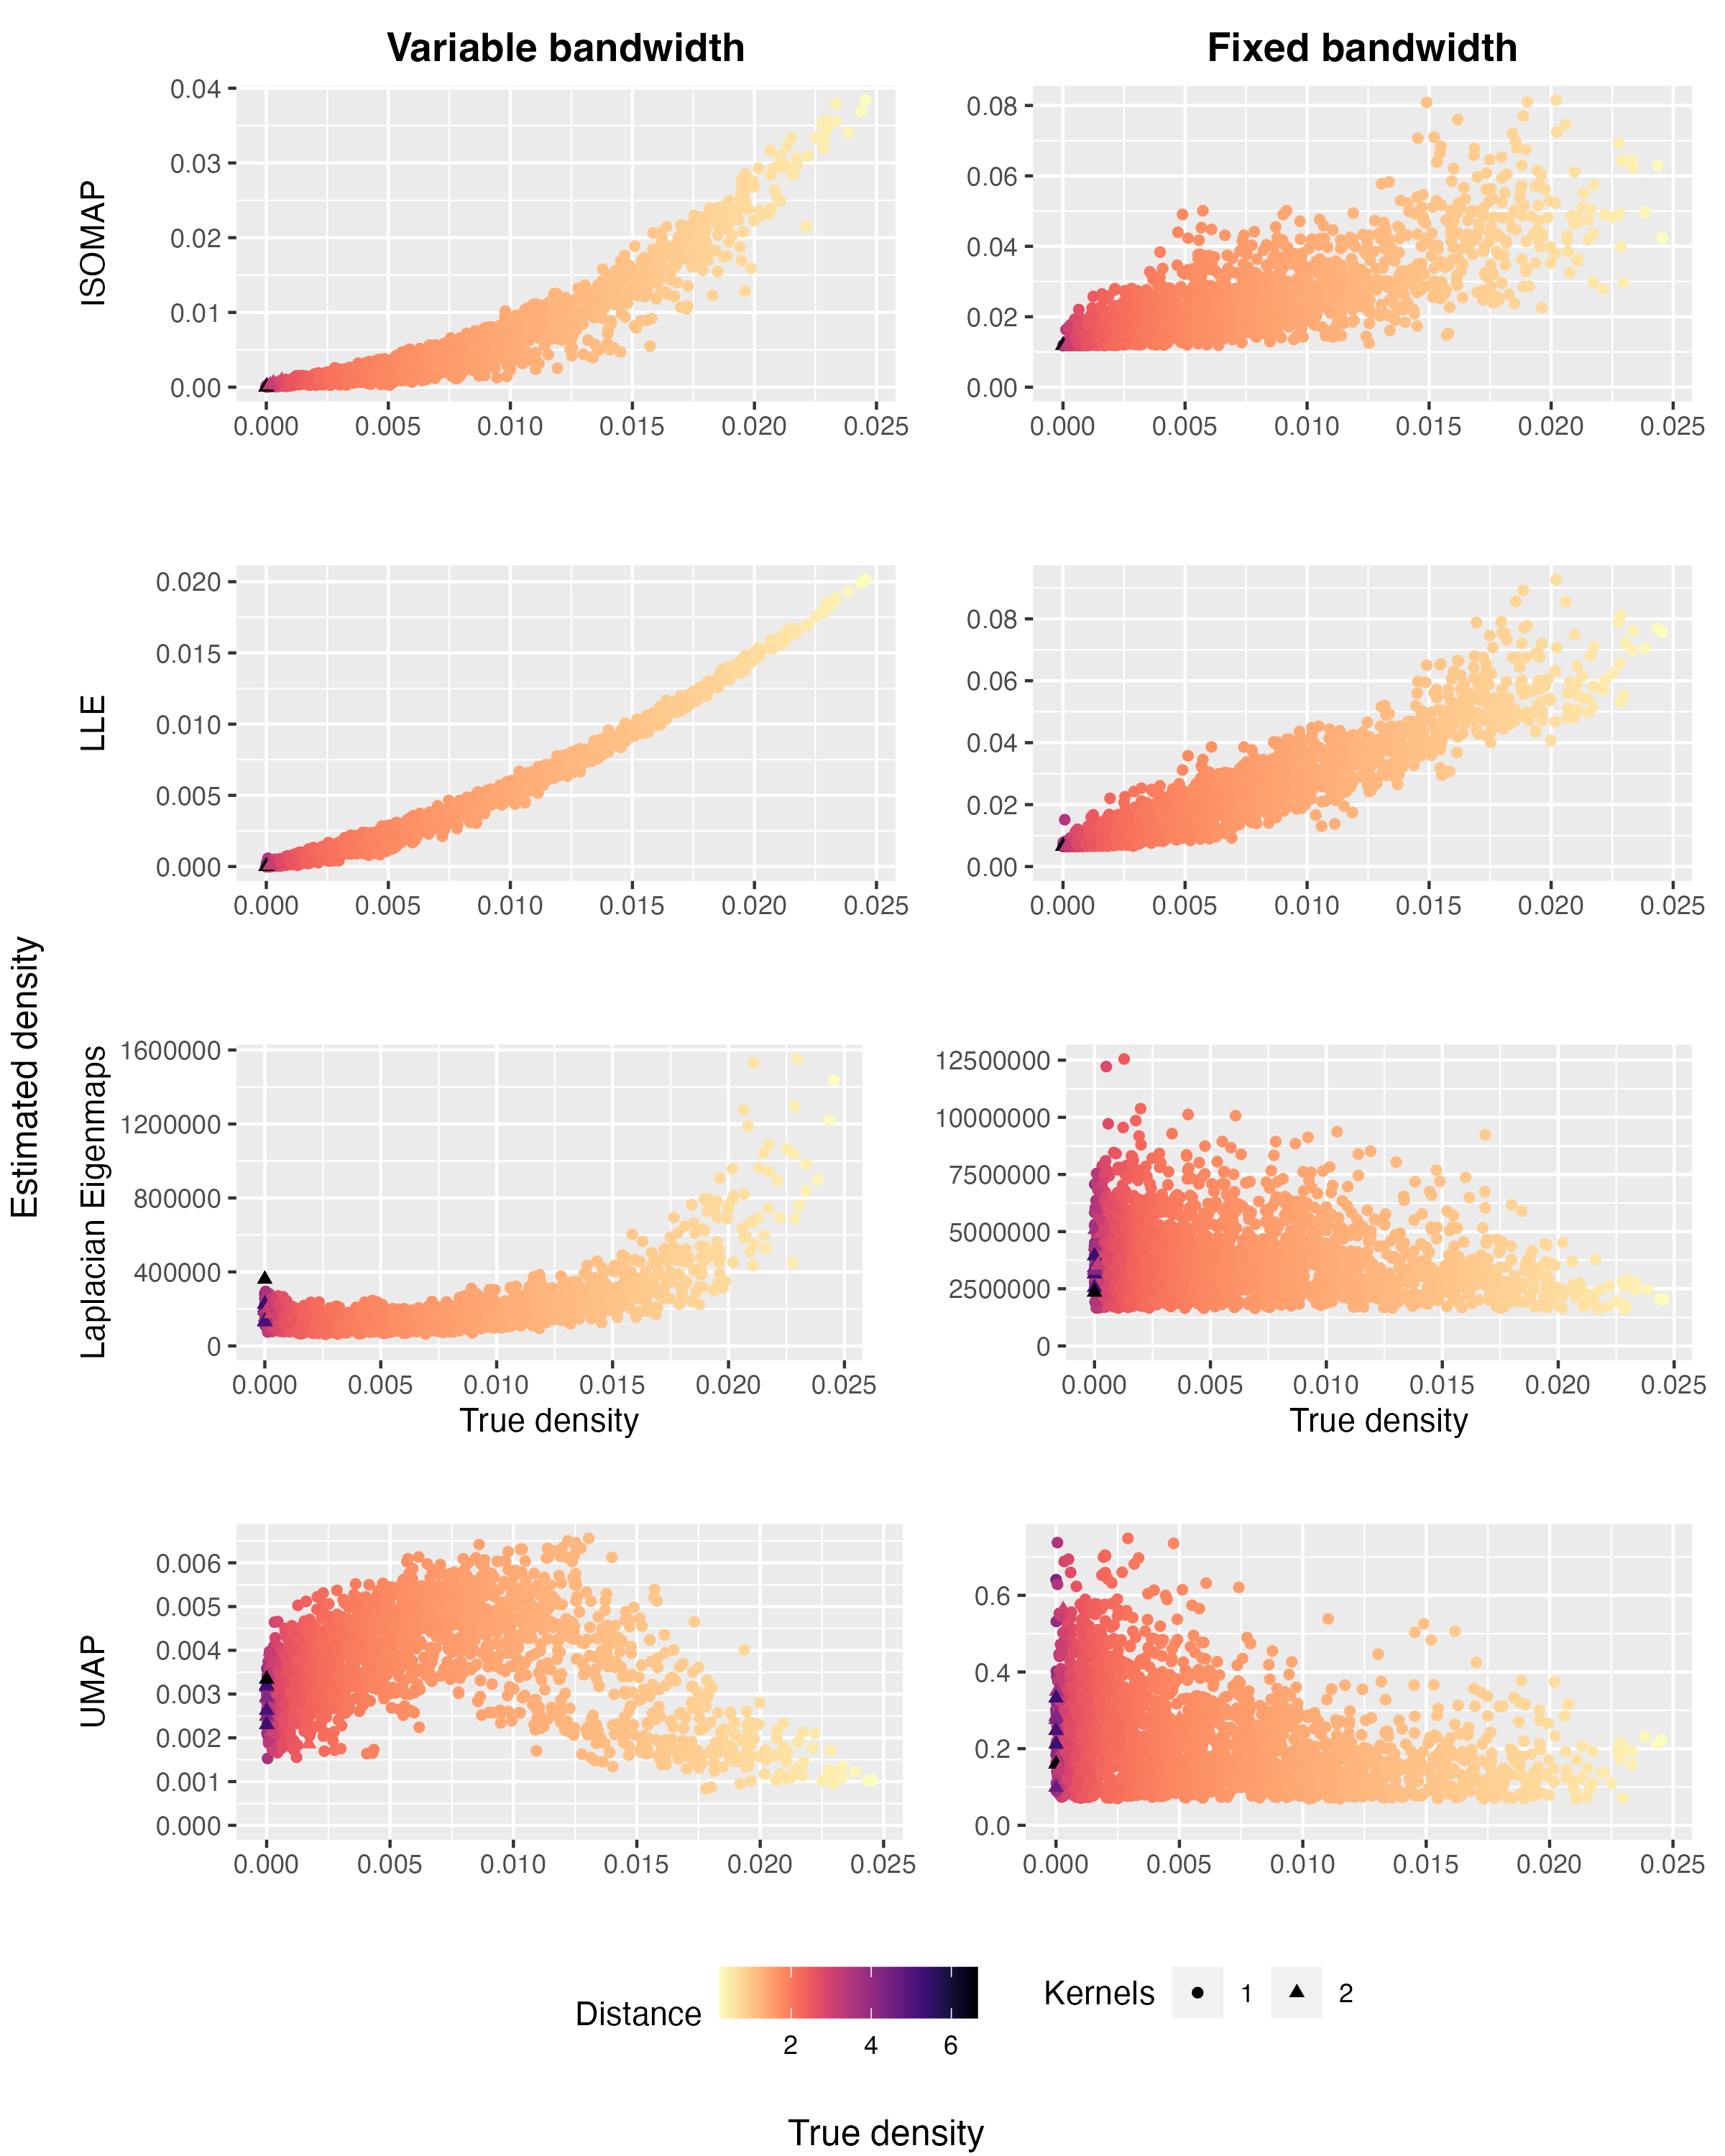 Variable bandwidth
Fixed bandwidth
Estimated density
ISOMAP
0.04
0.03
0.02
0.01
0.00
0.000 0.005 0.010 0.015 0.020 0.025
0.08
0.06
0.04
0.02
0.00
0.000 0.005 0.010 0.015 0.020 0.025
LLE
0.020
0.015
0.010
0.005
0.000
0.000 0.005 0.010 0.015 0.020 0.025
0.08
0.06
0.04
0.02
0.00
0.000 0.005 0.010 0.015 0.020 0.025
Laplacian Eigenmaps
1600000
1200000
800000
400000
0
0.000 0.005 0.010 0.015 0.020 0.025
True density
12500000
10000000
7500000
5000000
2500000
0
0.000 0.005 0.010 0.015 0.020 0.025
True density
UMAP
0.006
0.005
0.004
0.003
0.002
0.001
0.000
0.000 0.005 0.010 0.015 0.020 0.025
0.6
0.4
0.2
0.0
0.000 0.005 0.010 0.015 0.020 0.025
Distance
2 4 6
Kernels 1 2
True density